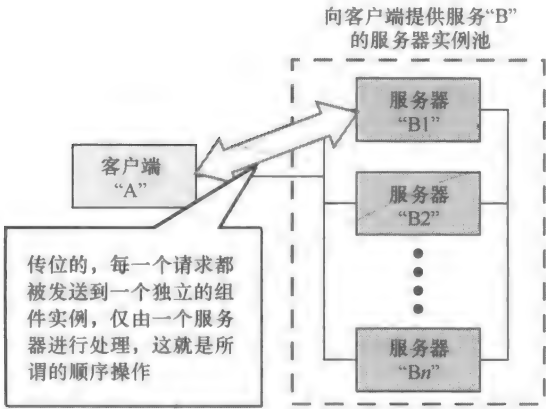 向客户端提供服务“B”
的服务器实例池
服务器
“B1”
客户端
“A”
服务器
“B2”
传位的，每一个请求都
被发送到一个独立的组
件实例，仅由一个服务
器进行处理，这就是所
谓的顺序操作
服务器
“Bn”